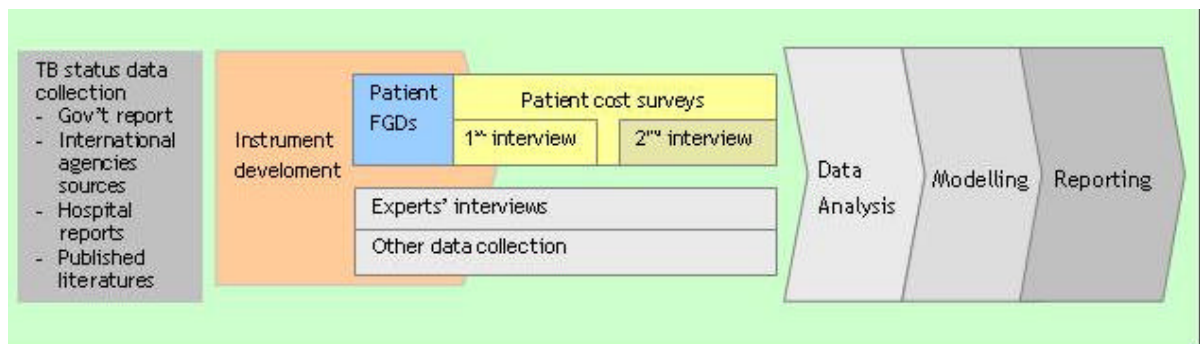 TB status data
collection
- Gov't report
- International
agencies
sources
- Hospital
reports
- Published
literatures
Instrument
develoment
Patient
FGDs
Patient cost surveys
1st interview
2nd interview
Experts' interviews
Other data collection
Data
Analysis
Modelling
Reporting